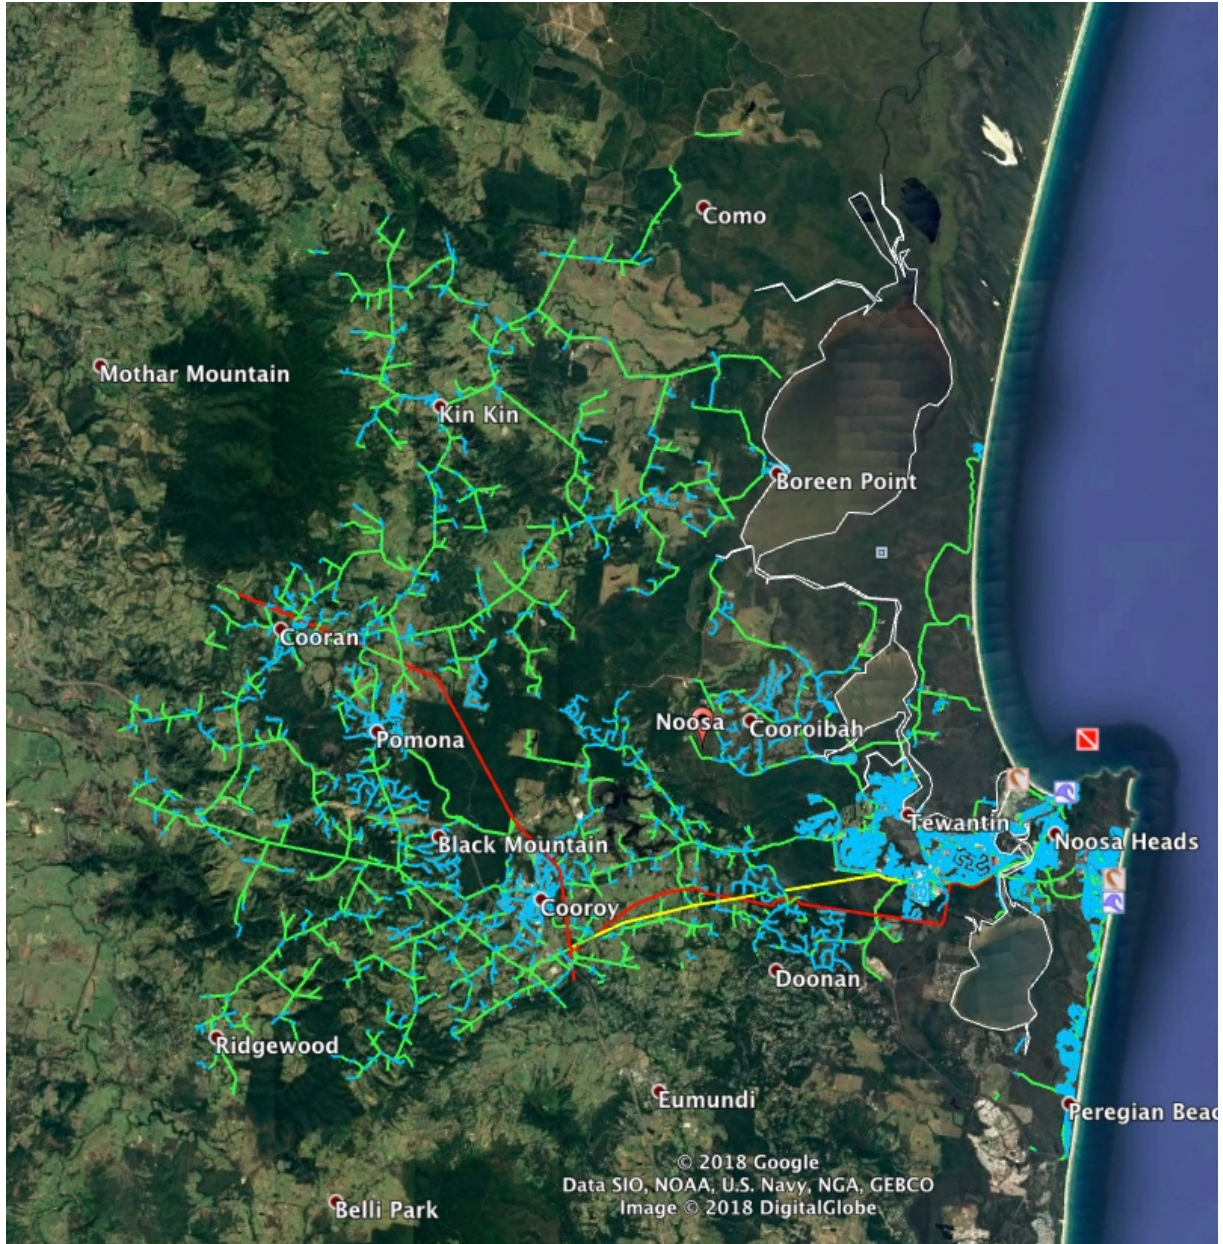 Como
Mothar Mountain
Kin Kin
Boreen Point
Cooran
Noosa
Cooroibah
Pomona
Tewantin
Noosa Heads
Black Mountain
Cooroy
Doonan
Ridgewood
Eumundi
Peregian Beac
© 2018 Google
Data SIO, NOAA, U.S. Navy, NGA, GEBCO
Image © 2018 DigitalGlobe
Belli Park